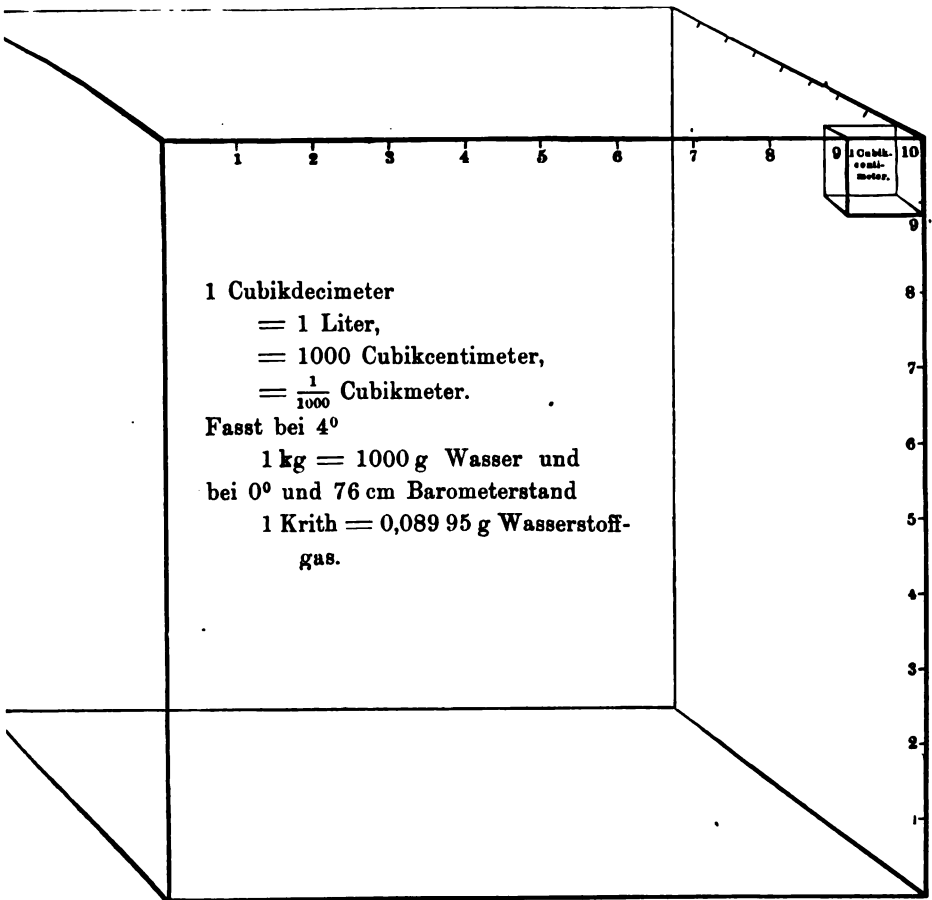 1 2 3 4 5 6 7 8 9 10
1 Cubik-
centi-
meter.
9
8
7
6
5
4
3
2
1
1 Cubikdecimeter
= 1 Liter,
= 1000 Cubikcentimeter,
= 1/1000 Cubikmeter.
Fasst bei 4⁰
1 kg = 1000 g Wasser und
bei 0⁰ und 76 cm Barometerstand
1 Krith = 0,089 95 g Wasserstoff-
gas.